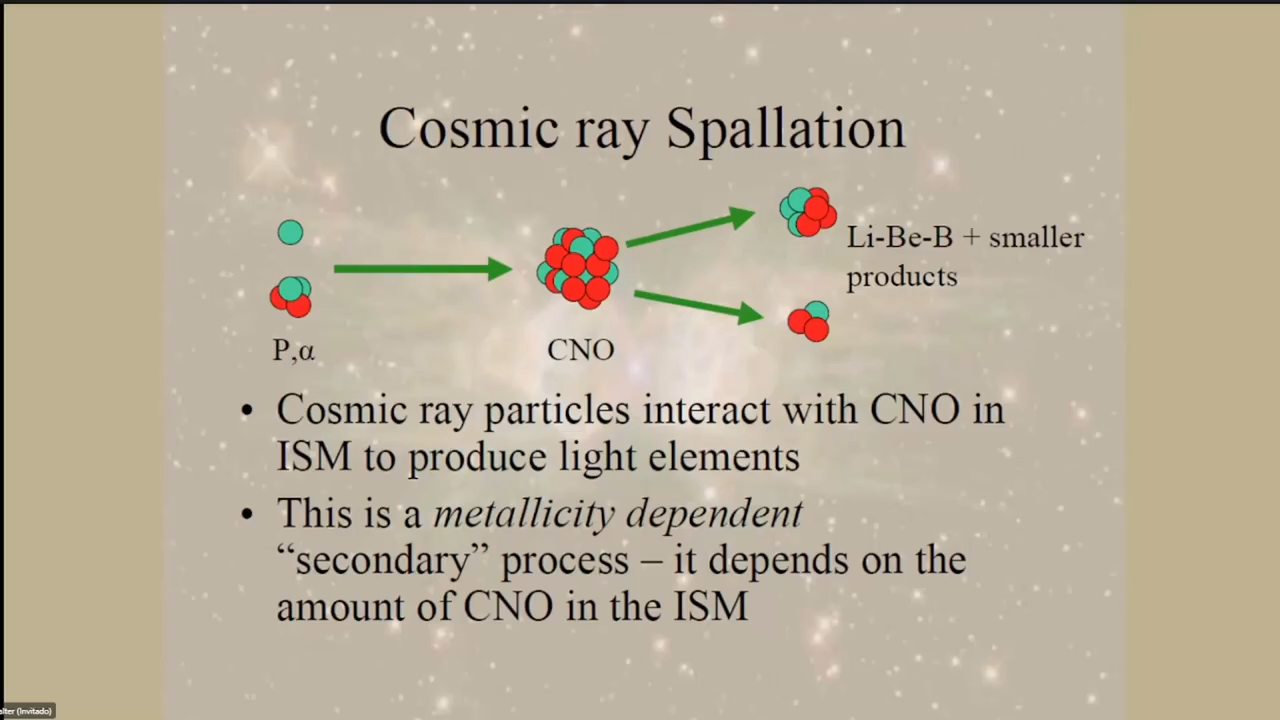 Cosmic ray Spallation
Li-Be-B + smaller
products
P,α
CNO
• Cosmic ray particles interact with CNO in
ISM to produce light elements
• This is a metallicity dependent
“secondary” process – it depends on the
amount of CNO in the ISM
(Invitado)